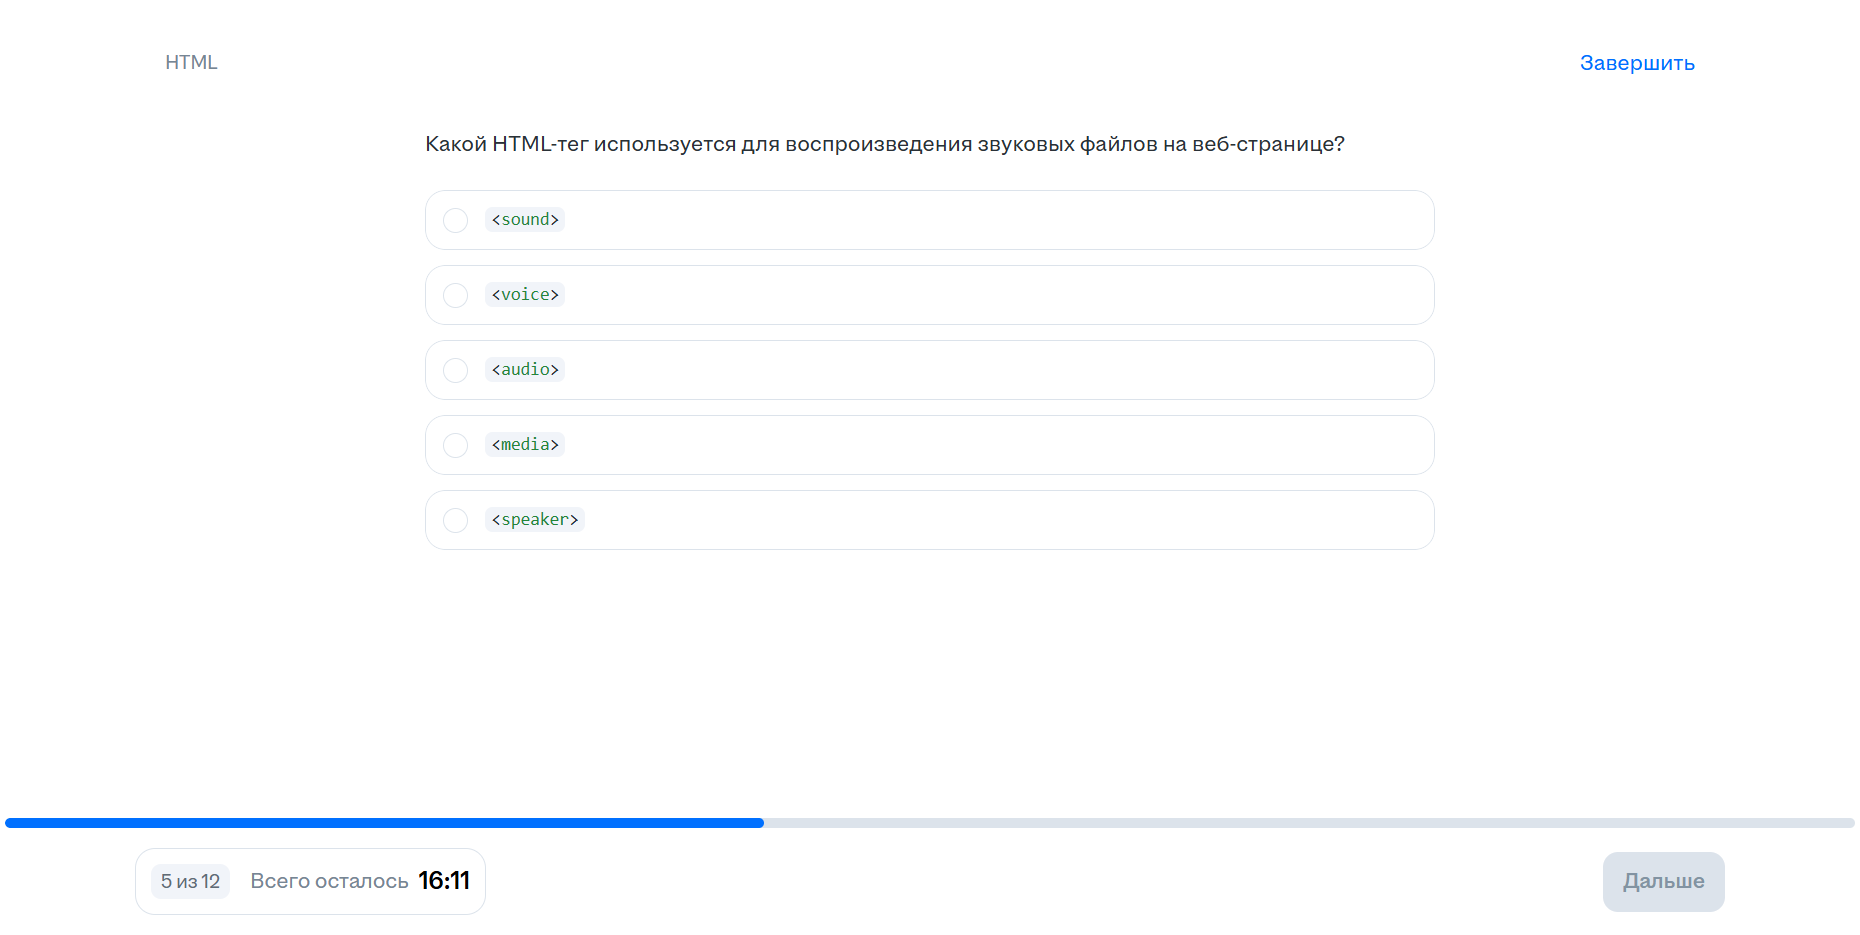 HTML
Завершить
Какой HTML-тег используется для воспроизведения звуковых файлов на веб-странице?
<sound>
<voice>
<audio>
<media>
<speaker>
5 из 12 Всего осталось 16:11
Дальше